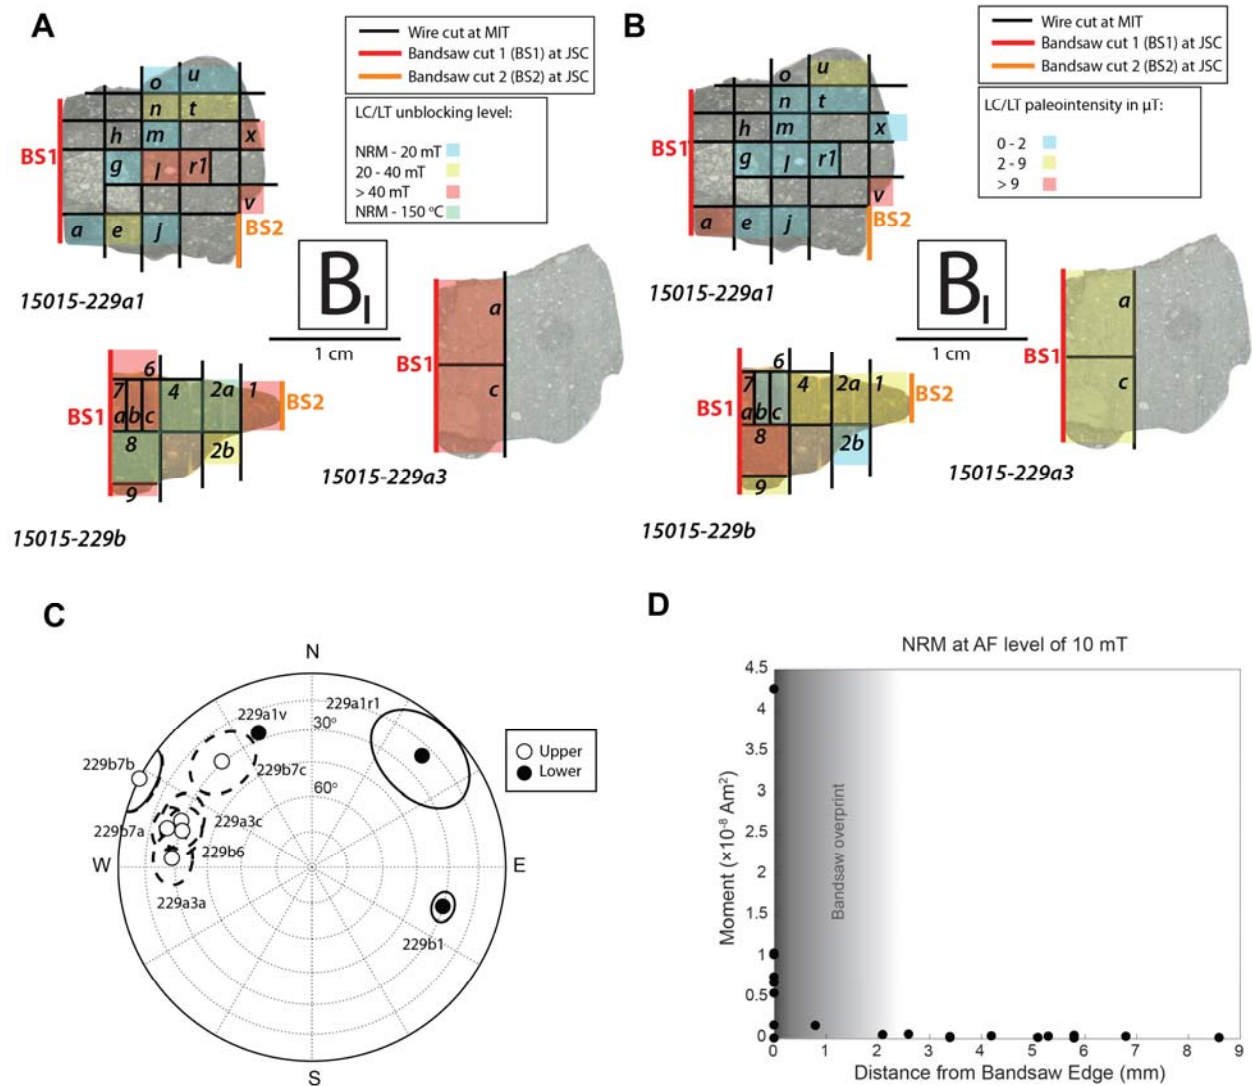 A
Wire cut at MIT
Bandsaw cut 1 (BS1) at JSC
Bandsaw cut 2 (BS2) at JSC
LC/LT unblocking level:
NRM - 20 mT
20 - 40 mT
> 40 mT
NRM - 150 °C
o u
n t
h m x
BS1
g l r1
v
a e j
BS2
15015-229a1
B_I
1 cm
a
BS1
c
15015-229a3
6
7 4 2a 1
BS1 a b c BS2
8 2b
9
15015-229b
B
Wire cut at MIT
Bandsaw cut 1 (BS1) at JSC
Bandsaw cut 2 (BS2) at JSC
LC/LT paleointensity in µT:
0 - 2
2 - 9
> 9
o u
n t
h m x
BS1
g l r1
v
a e j
BS2
15015-229a1
B_I
1 cm
a
BS1
c
15015-229a3
6
7 4 2a 1
BS1 a b c BS2
8 2b
9
15015-229b
C
N
229a1r1
229a1v
30°
229b7b
229b7c
60°
229a3c
229b7a
229b6
W E
229a3a
229b1
S
Upper
Lower
D
NRM at AF level of 10 mT
Moment (×10⁻⁸ Am²)
4.5
4
3.5
3
2.5
2
1.5
1
0.5
0
Bandsaw overprint
0 1 2 3 4 5 6 7 8 9
Distance from Bandsaw Edge (mm)